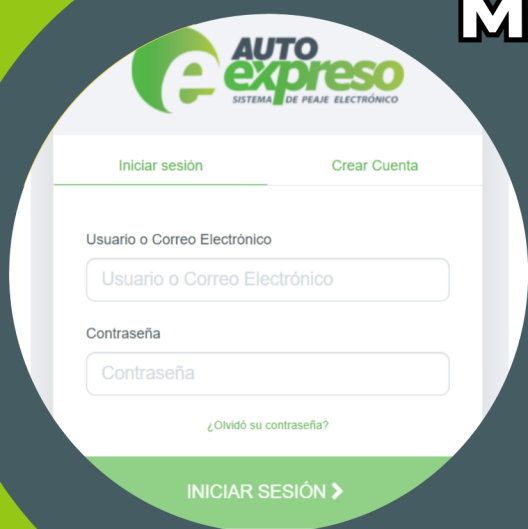 M
AUTO
expreso
SISTEMA DE PEAJE ELECTRÓNICO
Iniciar sesión
Crear Cuenta
Usuario o Correo Electrónico
Usuario o Correo Electrónico
Contraseña
Contraseña
¿Olvidó su contraseña?
INICIAR SESIÓN